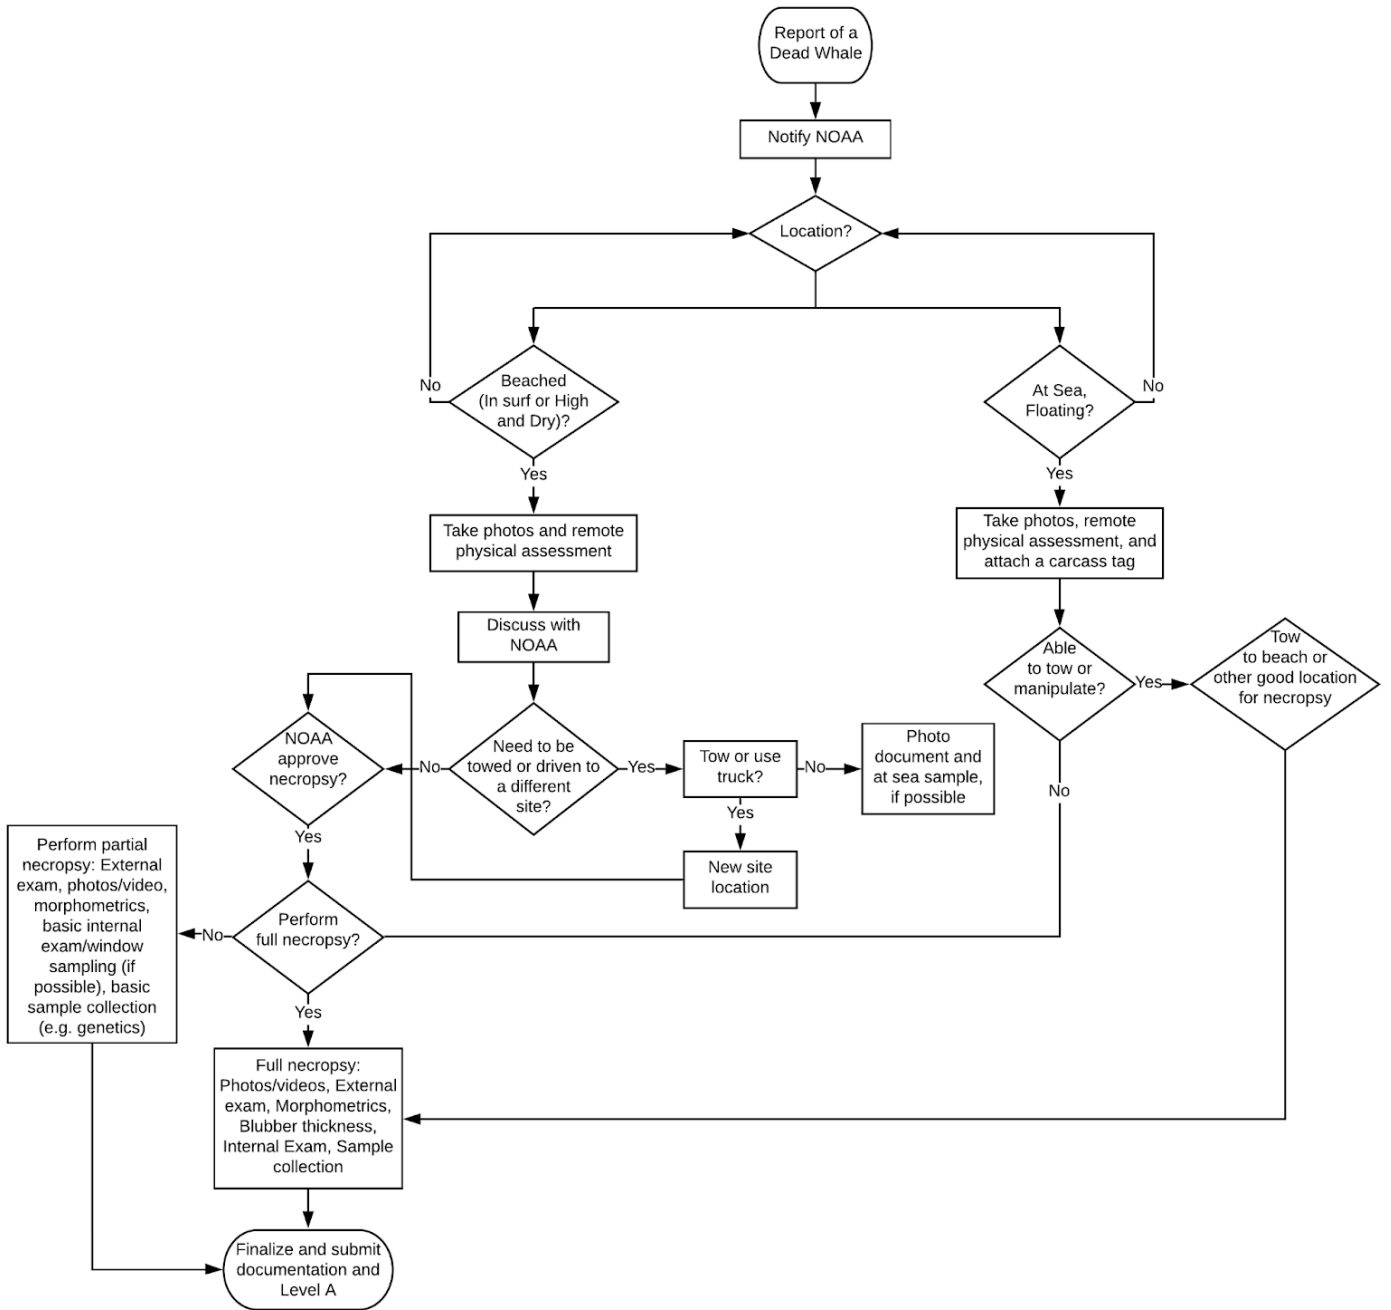 Report of a
Dead Whale
Notify NOAA
Location?
No
Beached
(In surf or High
and Dry)?
Yes
At Sea,
Floating?
No
Yes
Take photos and remote
physical assessment
Take photos, remote
physical assessment, and
attach a carcass tag
Discuss with
NOAA
Able
to tow or
manipulate?
Yes
Tow
to beach or
other good location
for necropsy
No
NOAA
approve
necropsy?
No
Need to be
towed or driven to
a different
site?
Yes
Tow or use
truck?
No
Photo
document and
at sea sample,
if possible
Yes
New site
location
Yes
Perform partial
necropsy: External
exam, photos/video,
morphometrics,
basic internal
exam/window
sampling (if
possible), basic
sample collection
(e.g. genetics)
No
Perform
full necropsy?
Yes
Full necropsy:
Photos/videos, External
exam, Morphometrics,
Blubber thickness,
Internal Exam, Sample
collection
Finalize and submit
documentation and
Level A